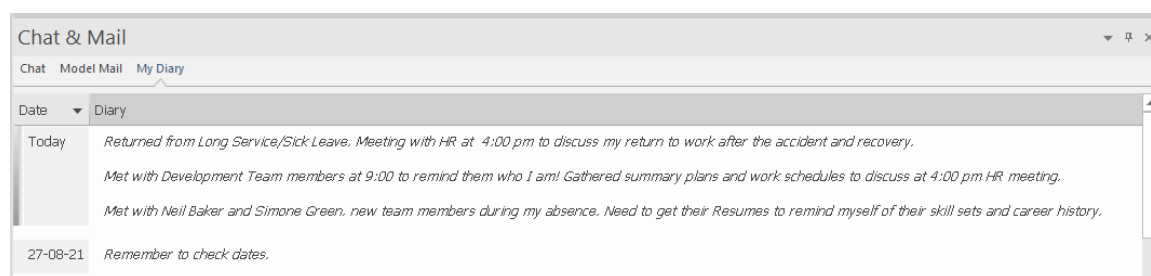 Chat & Mail
Chat Model Mail My Diary
Date Diary
Today Returned from Long Service/Sick Leave. Meeting with HR at 4:00 pm to discuss my return to work after the accident and recovery.
Met with Development Team members at 9:00 to remind them who I am! Gathered summary plans and work schedules to discuss at 4:00 pm HR meeting.
Met with Neil Baker and Simone Green. new team members during my absence. Need to get their Resumes to remind myself of their skill sets and career history.
27-08-21 Remember to check dates.